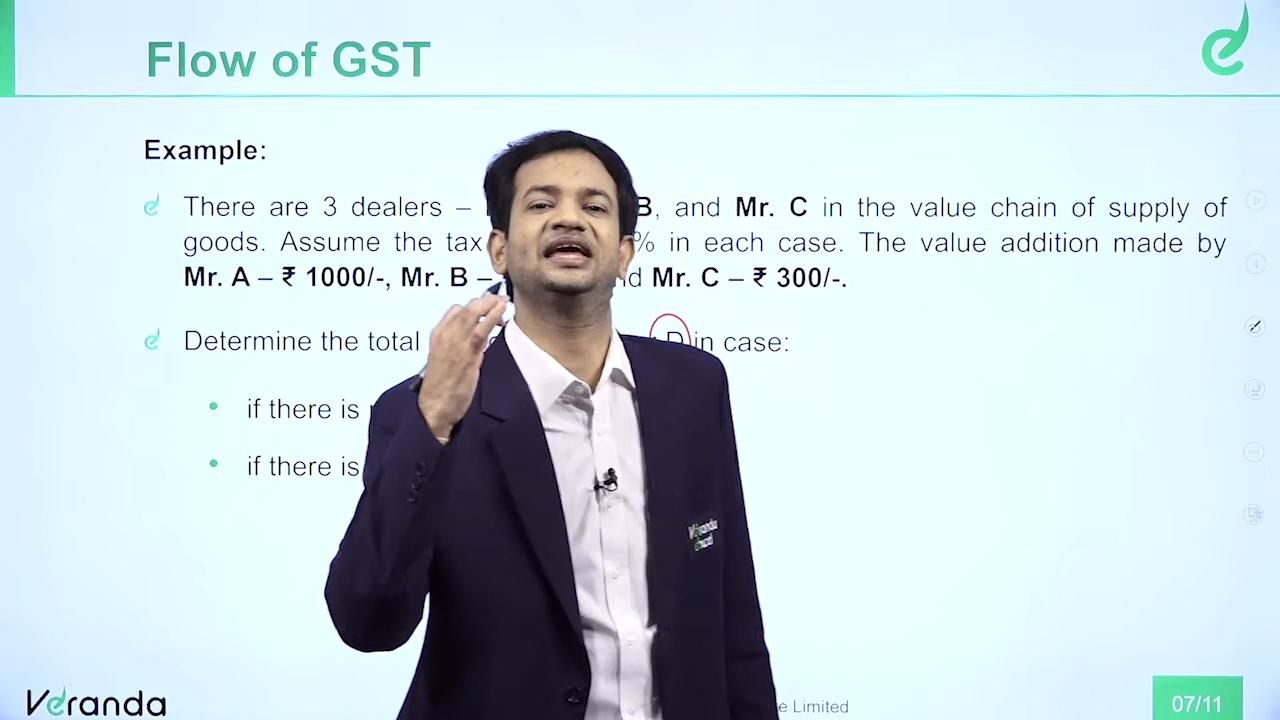 Flow of GST
Example:
There are 3 dealers – B, and Mr. C in the value chain of supply of
goods. Assume the tax % in each case. The value addition made by
Mr. A – ₹ 1000/-, Mr. B – Mr. C – ₹ 300/-.
Determine the total D in case:
if there is
if there is
Veranda
Veranda
Limited
07/11